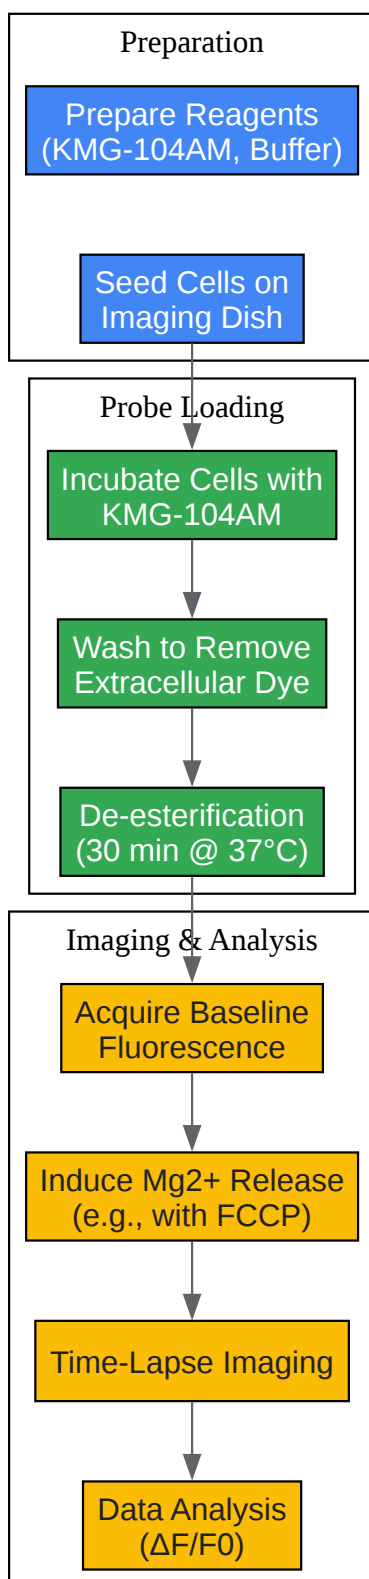 Preparation
Prepare Reagents
(KMG-104AM, Buffer)
Seed Cells on
Imaging Dish
Probe Loading
Incubate Cells with
KMG-104AM
Wash to Remove
Extracellular Dye
De-esterification
(30 min @ 37°C)
Imaging & Analysis
Acquire Baseline
Fluorescence
Induce Mg2+ Release
(e.g., with FCCP)
Time-Lapse Imaging
Data Analysis
(ΔF/F0)